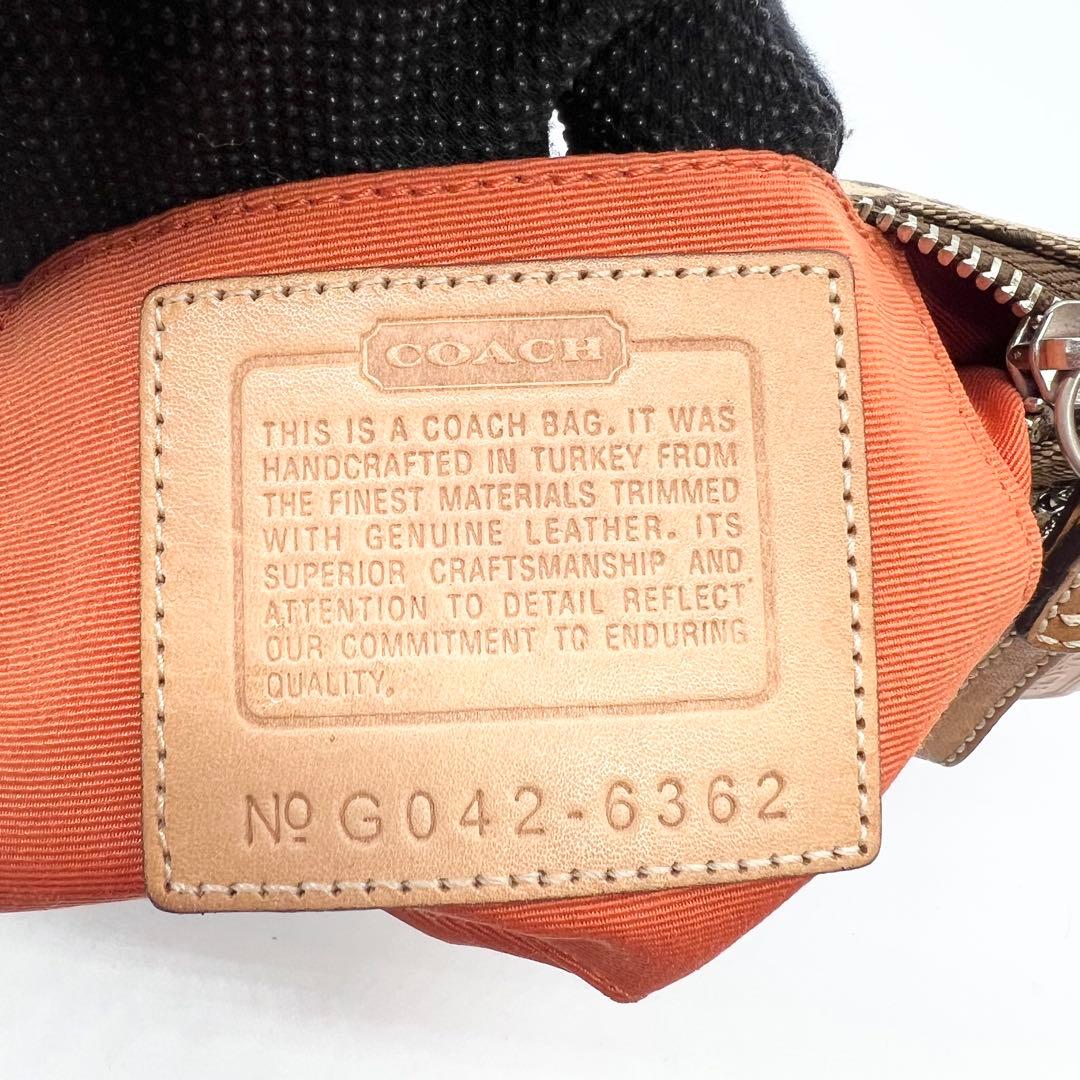 COACH
THIS IS A COACH BAG. IT WAS
HANDCRAFTED IN TURKEY FROM
THE FINEST MATERIALS TRIMMED
WITH GENUINE LEATHER. ITS
SUPERIOR CRAFTSMANSHIP AND
ATTENTION TO DETAIL REFLECT
OUR COMMITMENT TO ENDURING
QUALITY.
Nº G042-6362